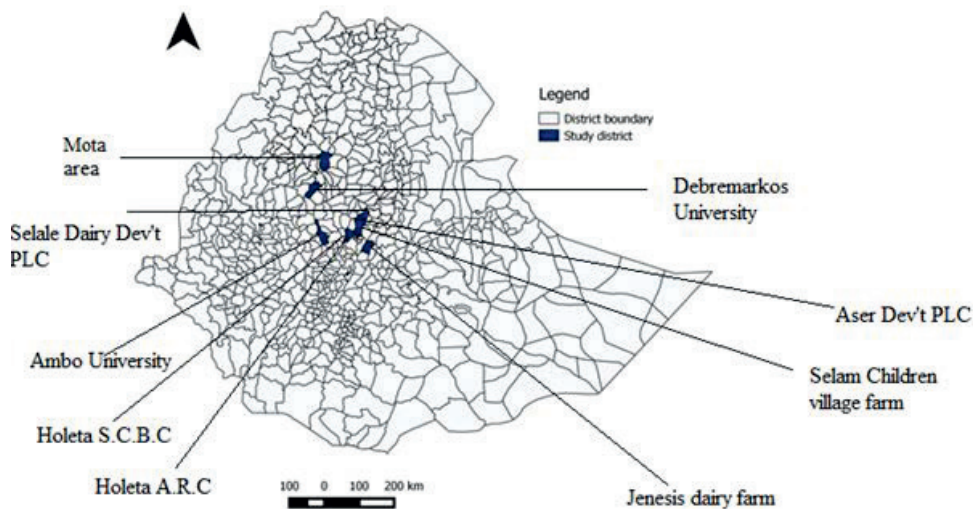 Legend
District boundary
Study district
Mota
area
Debremarkos
University
Selale Dairy Dev't
PLC
Aser Dev't PLC
Ambo University
Selam Children
village farm
Holeta S.C.B.C
Holeta A.R.C
Jenesis dairy farm
100 0 100 200 km